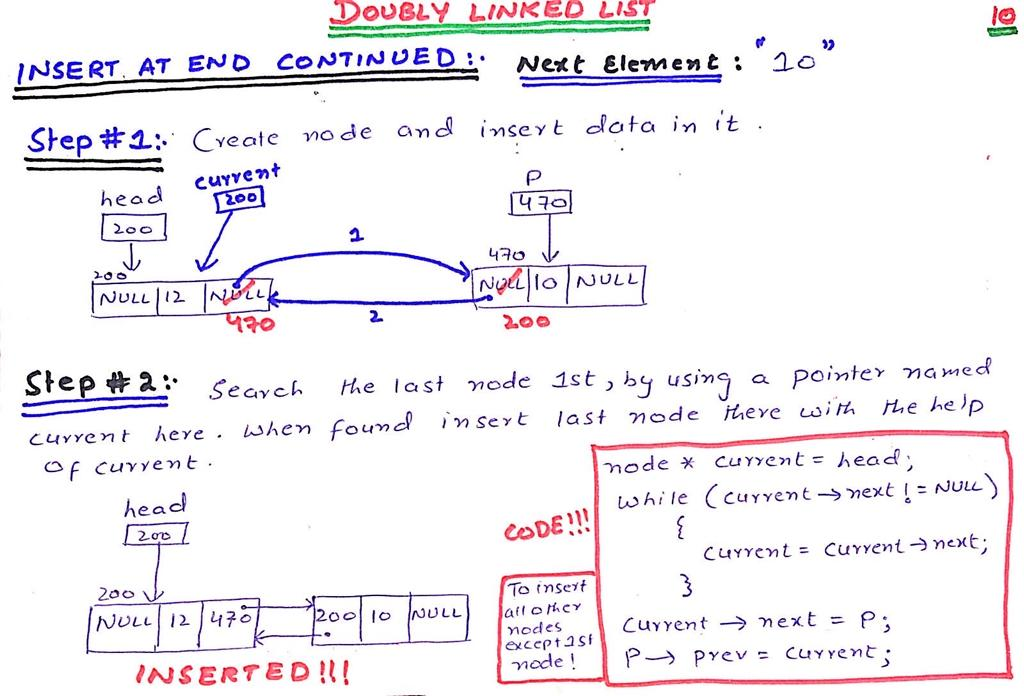 DOUBLY LINKED LIST
10
INSERT AT END CONTINUED:. Next Element: "10"
Step #1:. Create node and insert data in it.
head
200
current
200
P
470
1
200
NULL 12 NULL
470
470
NULL 10 NULL
200
2
Step #2:. Search the last node 1st, by using a pointer named
current here. When found insert last node there with the help
of current.
head
200
200
NULL 12 470
200 10 NULL
INSERTED!!!
CODE!!!
To insert
all other
nodes
except 1st
node!
node * current = head;
while (current → next != NULL)
{
current = current → next;
}
current → next = P;
P → prev = current;